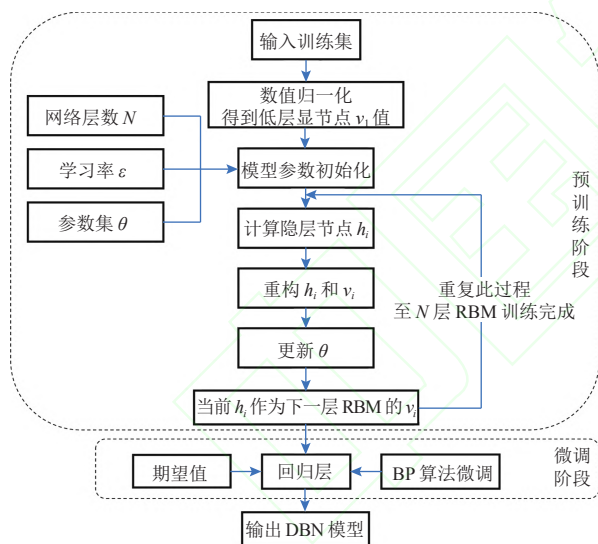 输入训练集
数值归一化
得到低层显节点 v₁ 值
网络层数 N
学习率 ε
参数集 θ
模型参数初始化
计算隐层节点 hᵢ
重构 hᵢ 和 vᵢ
更新 θ
当前 hᵢ 作为下一层 RBM 的 vᵢ
重复此过程
至 N 层 RBM 训练完成
预训练阶段
期望值
回归层
BP 算法微调
微调
阶段
输出 DBN 模型